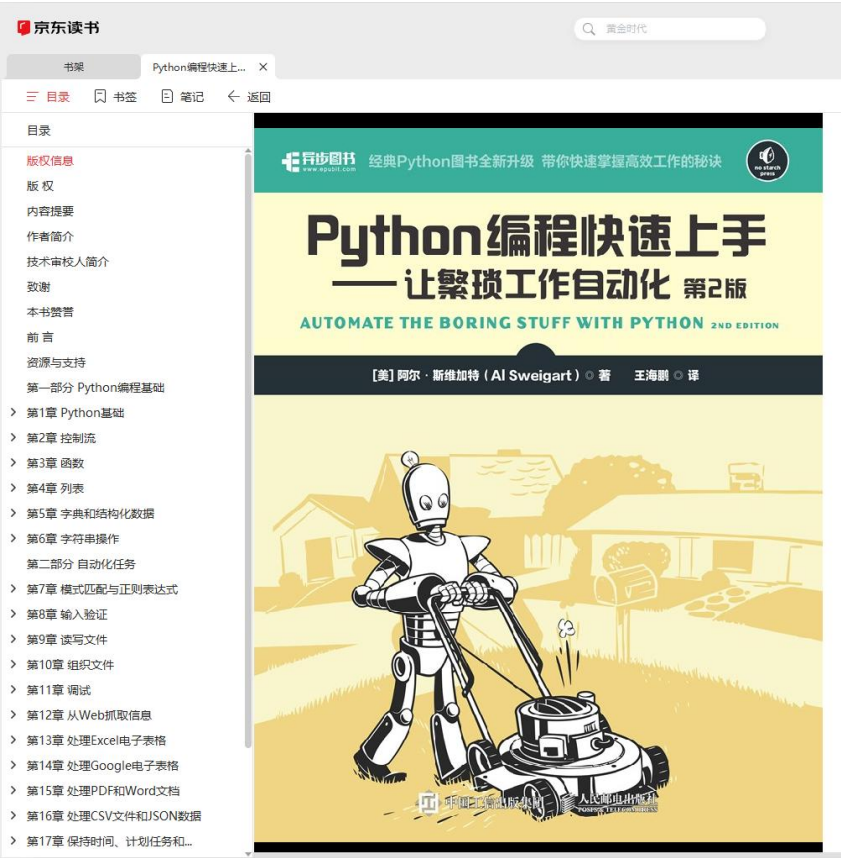 京东读书
黄金时代
书架
Python编程快速上...
目录
书签
笔记
返回
目录
版权信息
版 权
内容提要
作者简介
技术审校人简介
致谢
本书赞誉
前 言
资源与支持
第一部分 Python编程基础
第1章 Python基础
第2章 控制流
第3章 函数
第4章 列表
第5章 字典和结构化数据
第6章 字符串操作
第二部分 自动化任务
第7章 模式匹配与正则表达式
第8章 输入验证
第9章 读写文件
第10章 组织文件
第11章 调试
第12章 从Web抓取信息
第13章 处理Excel电子表格
第14章 处理Google电子表格
第15章 处理PDF和Word文档
第16章 处理CSV文件和JSON数据
第17章 保持时间、计划任务和...
异步图书
www.epubit.com
经典Python图书全新升级 带你快速掌握高效工作的秘诀
no starch
press
Python编程快速上手
——让繁琐工作自动化 第2版
AUTOMATE THE BORING STUFF WITH PYTHON 2ND EDITION
[美] 阿尔·斯维加特（Al Sweigart）◎ 著 王海鹏 ◎ 译
中国工信出版集团
人民邮电出版社
POSTS & TELECOM PRESS